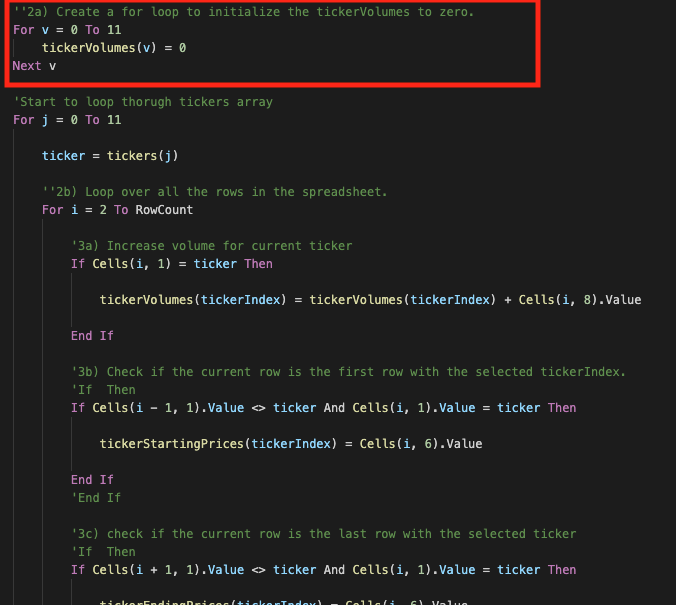 ''2a) Create a for loop to initialize the tickerVolumes to zero.
For v = 0 To 11
tickerVolumes(v) = 0
Next v
'Start to loop thorugh tickers array
For j = 0 To 11
ticker = tickers(j)
''2b) Loop over all the rows in the spreadsheet.
For i = 2 To RowCount
'3a) Increase volume for current ticker
If Cells(i, 1) = ticker Then
tickerVolumes(tickerIndex) = tickerVolumes(tickerIndex) + Cells(i, 8).Value
End If
'3b) Check if the current row is the first row with the selected tickerIndex.
'If  Then
If Cells(i - 1, 1).Value <> ticker And Cells(i, 1).Value = ticker Then
tickerStartingPrices(tickerIndex) = Cells(i, 6).Value
End If
'End If
'3c) check if the current row is the last row with the selected ticker
'If  Then
If Cells(i + 1, 1).Value <> ticker And Cells(i, 1).Value = ticker Then
tickerEndingPrices(tickerIndex) = Cells(i, 6).Value